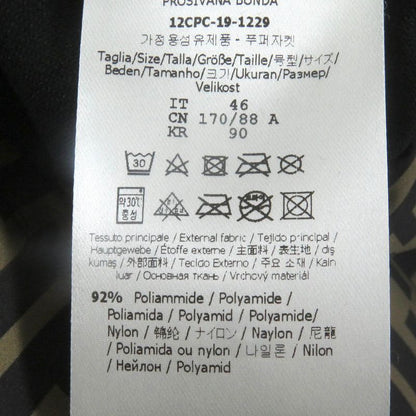 PROSIVANA BUNDA
12CPC-19-1229
가정용섬유제품 - 푸퍼자켓
Taglia/Size/Talla/Größe/Taille/号型/サイズ/
Beden/Tamanho/크기/Ukuran/Размер/
Velikost
IT 46
CN 170/88 A
KR 90
30
약30℃
중성
Tessuto principale / External fabric / Tejido principal /
Hauptgewebe / Étoffe externe / 主面料 / 表生地 / dış
kumaş / 外部面料 / Tecido Externo / 주요 소재 / Kain
luar / Основная ткань / Vrchový materiál
92% Poliammide / Polyamide /
Poliamida / Polyamid / Polyamide/
Nylon / 锦纶 / ナイロン / Naylon / 尼龍
/ Poliamida ou nylon / 나일론 / Nilon
/ Нейлон / Polyamid